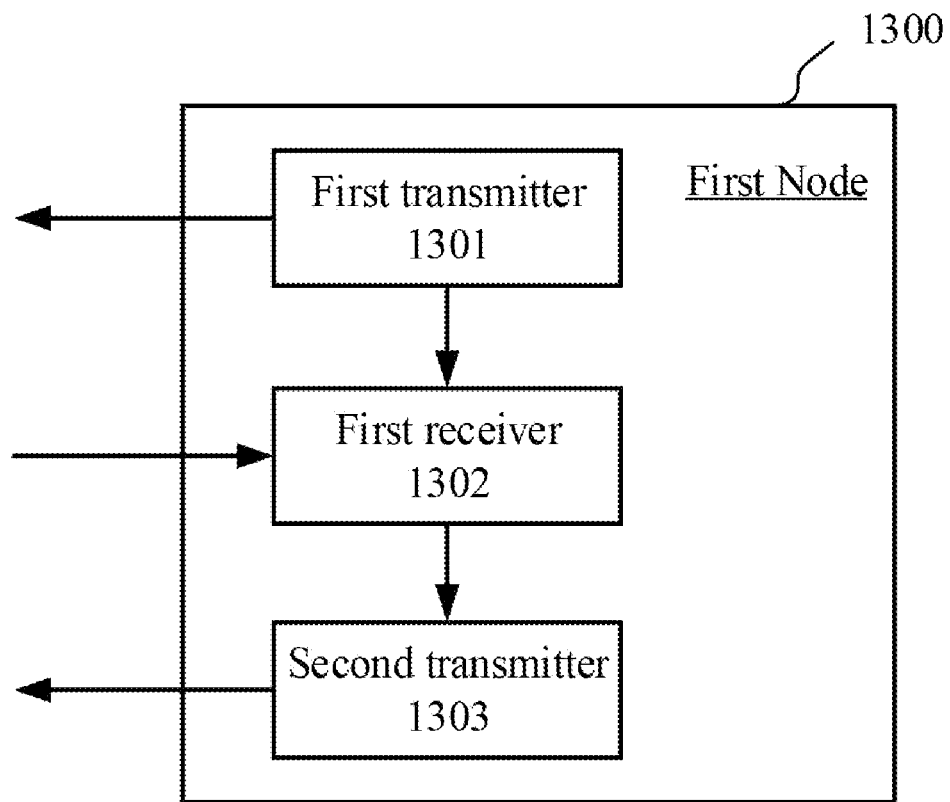 1300
First Node
First transmitter
1301
First receiver
1302
Second transmitter
1303